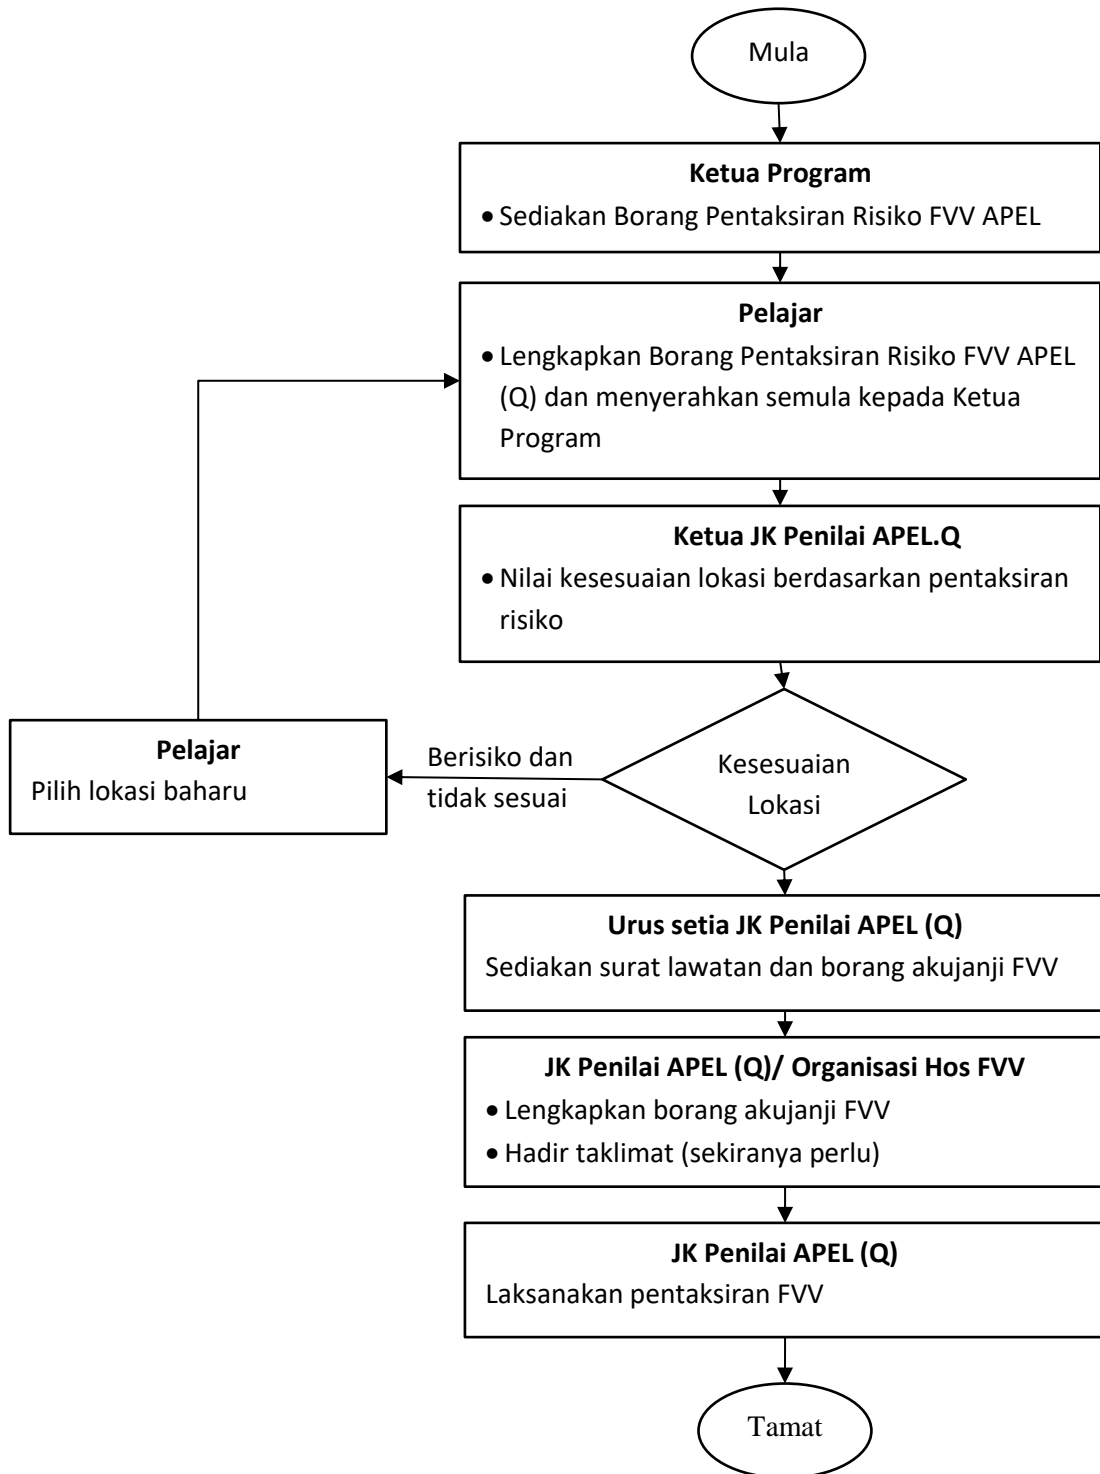 Mula
Ketua Program
• Sediakan Borang Pentaksiran Risiko FVV APEL
Pelajar
• Lengkapkan Borang Pentaksiran Risiko FVV APEL
(Q) dan menyerahkan semula kepada Ketua
Program
Ketua JK Penilai APEL.Q
• Nilai kesesuaian lokasi berdasarkan pentaksiran
risiko
Kesesuaian
Lokasi
Berisiko dan
tidak sesuai
Pelajar
Pilih lokasi baharu
Urus setia JK Penilai APEL (Q)
Sediakan surat lawatan dan borang akujanji FVV
JK Penilai APEL (Q)/ Organisasi Hos FVV
• Lengkapkan borang akujanji FVV
• Hadir taklimat (sekiranya perlu)
JK Penilai APEL (Q)
Laksanakan pentaksiran FVV
Tamat